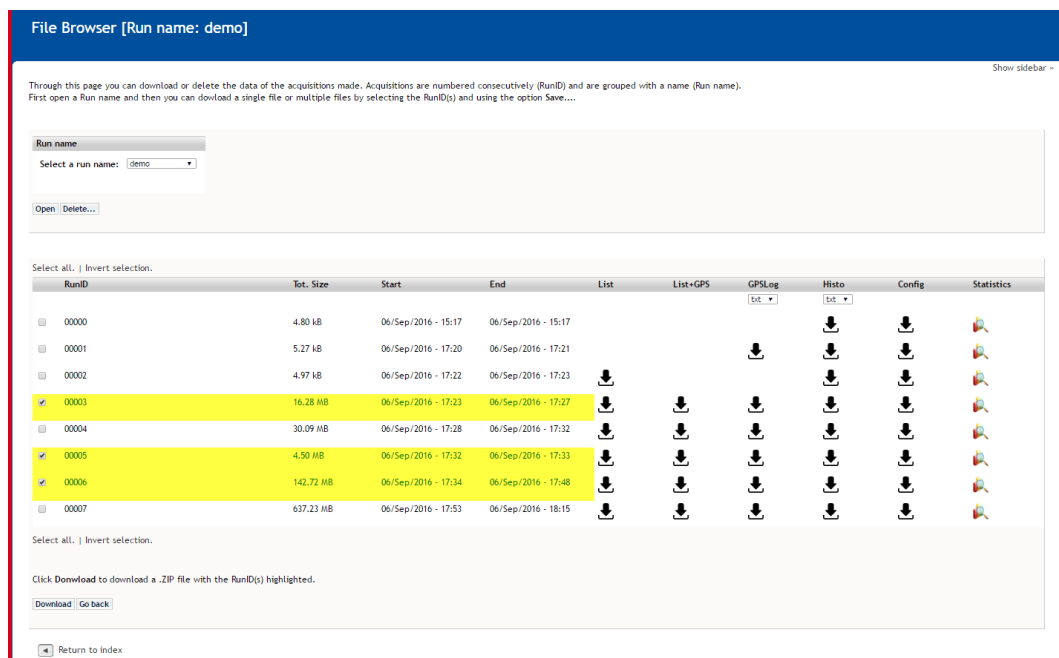 File Browser [Run name: demo]
Show sidebar »
Through this page you can download or delete the data of the acquisitions made. Acquisitions are numbered consecutively (RunID) and are grouped with a name (Run name).
First open a Run name and then you can dowload a single file or multiple files by selecting the RunID(s) and using the option Save....
Run name
Select a run name: demo
Open Delete...
Select all. | Invert selection.
RunID Tot. Size Start End List List+GPS GPSLog Histo Config Statistics
txt txt
00000 4.80 kB 06/Sep/2016 - 15:17 06/Sep/2016 - 15:17
00001 5.27 kB 06/Sep/2016 - 17:20 06/Sep/2016 - 17:21
00002 4.97 kB 06/Sep/2016 - 17:22 06/Sep/2016 - 17:23
00003 16.28 MB 06/Sep/2016 - 17:23 06/Sep/2016 - 17:27
00004 30.09 MB 06/Sep/2016 - 17:28 06/Sep/2016 - 17:32
00005 4.50 MB 06/Sep/2016 - 17:32 06/Sep/2016 - 17:33
00006 142.72 MB 06/Sep/2016 - 17:34 06/Sep/2016 - 17:48
00007 637.23 MB 06/Sep/2016 - 17:53 06/Sep/2016 - 18:15
Select all. | Invert selection.
Click Donwload to download a .ZIP file with the RunID(s) highlighted.
Download Go back
Return to index